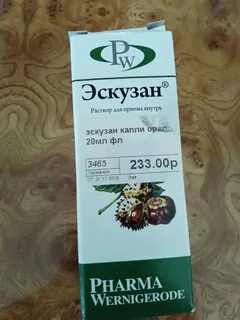 PW
Эскузан®
Раствор для приема внутрь
эскузан капли орал
20мл фл
3465
233.00р
PHARMA
WERNIGERODE